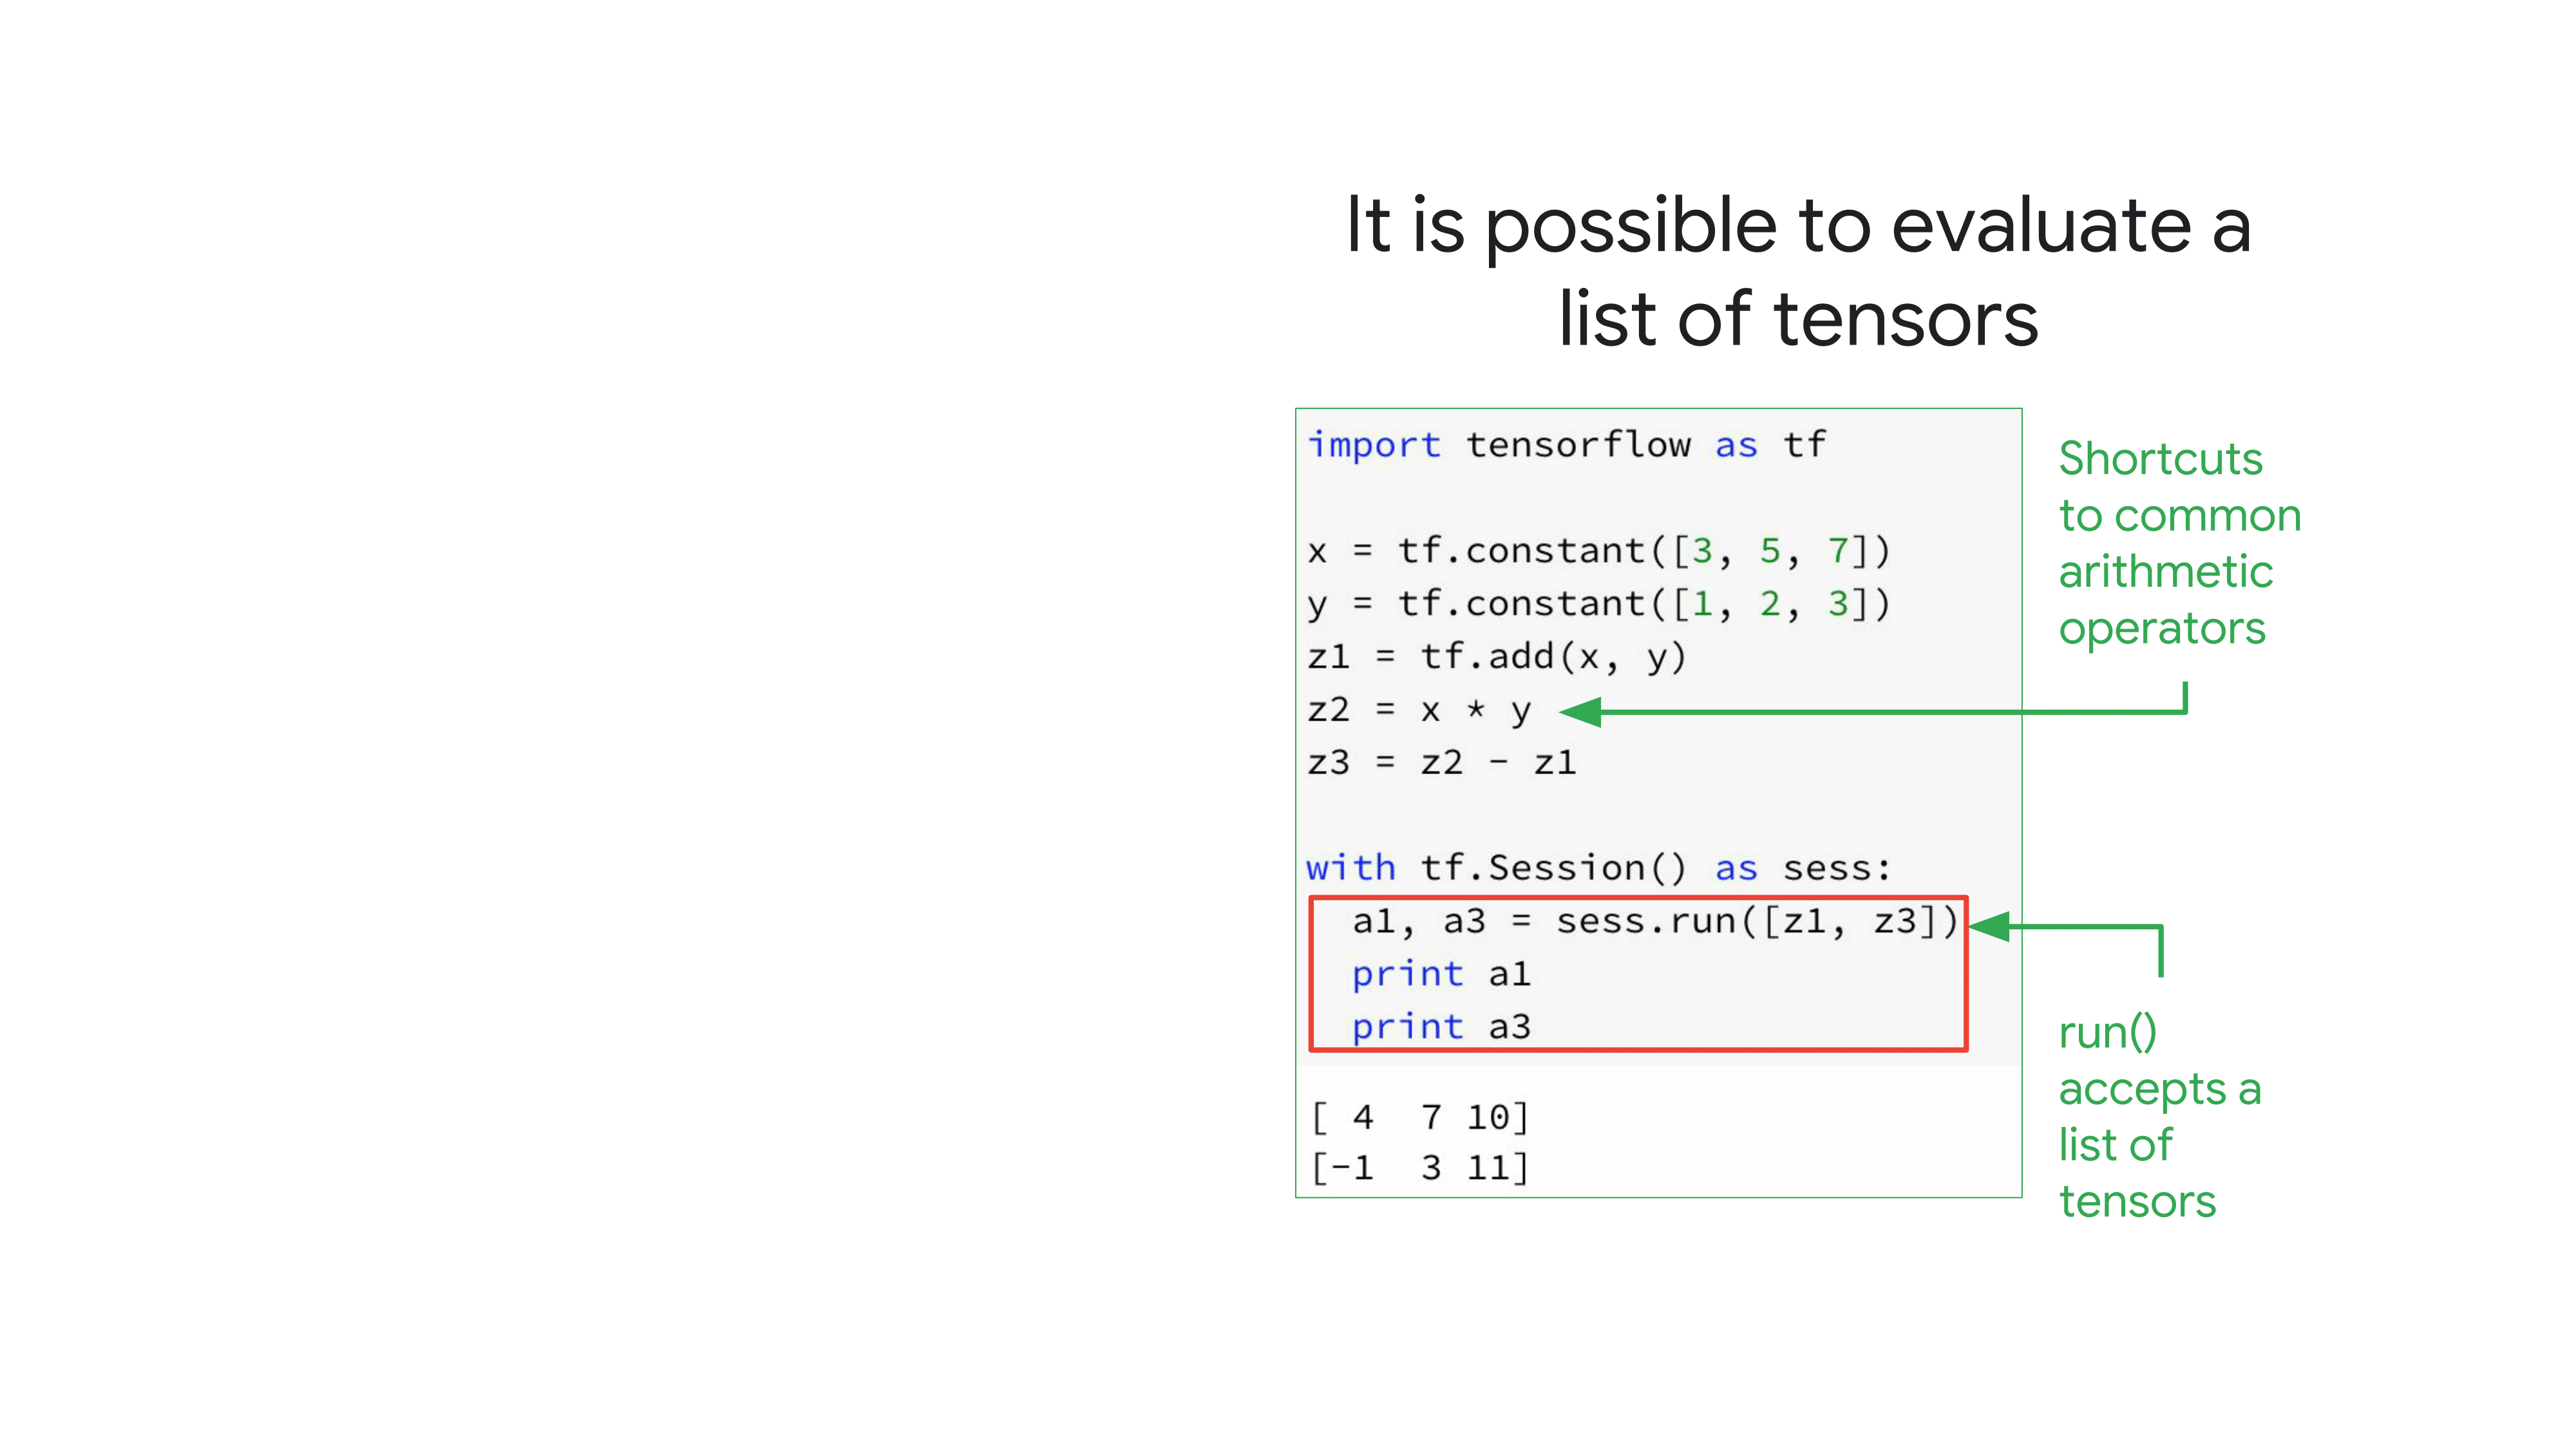 It is possible to evaluate a
list of tensors
import tensorflow as tf
x = tf.constant([3, 5, 7])
y = tf.constant([1, 2, 3])
z1 = tf.add(x, y)
z2 = x * y
z3 = z2 - z1
with tf.Session() as sess:
  a1, a3 = sess.run([z1, z3])
  print a1
  print a3
[ 4  7 10]
[-1  3 11]
Shortcuts
to common
arithmetic
operators
run()
accepts a
list of
tensors